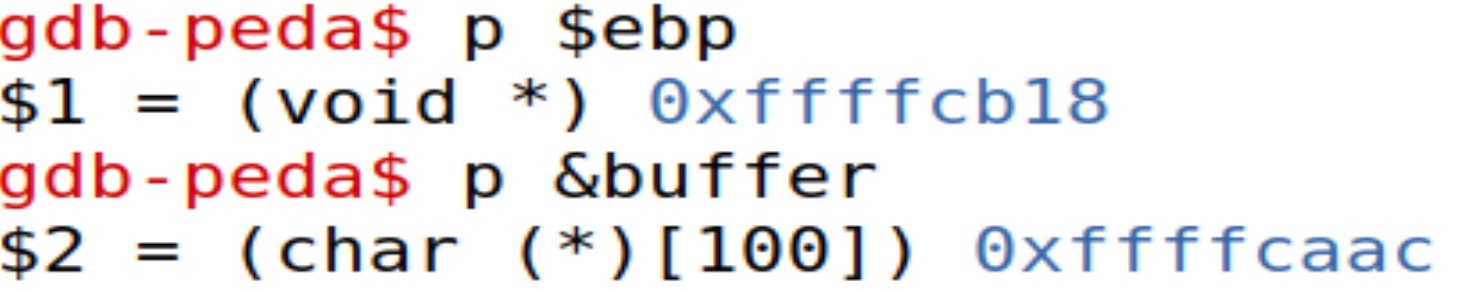 gdb-peda$ p $ebp
$1 = (void *) 0xffffcb18
gdb-peda$ p &buffer
$2 = (char (*)[100]) 0xffffcaac